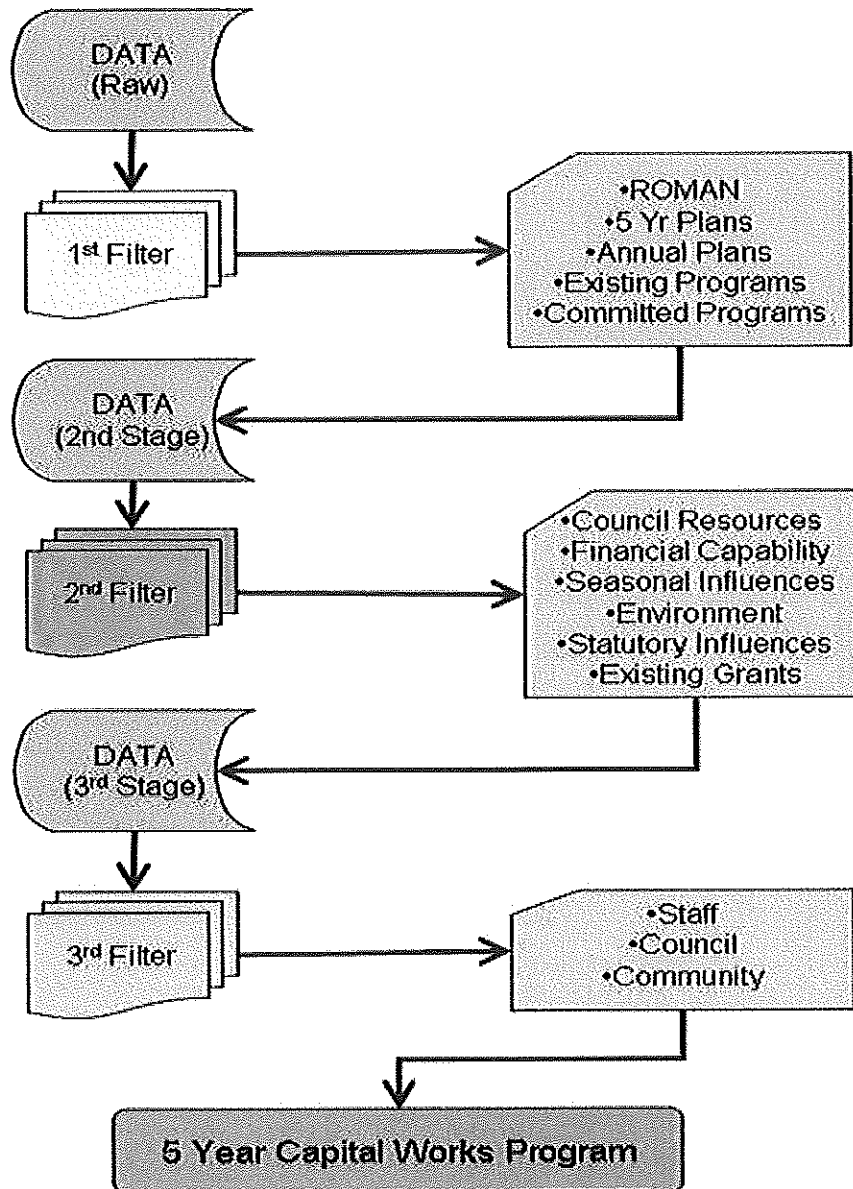 DATA
(Raw)
1st Filter
•ROMAN
•5 Yr Plans
•Annual Plans
•Existing Programs
•Committed Programs
DATA
(2nd Stage)
2nd Filter
•Council Resources
•Financial Capability
•Seasonal Influences
•Environment
•Statutory Influences
•Existing Grants
DATA
(3rd Stage)
3rd Filter
•Staff
•Council
•Community
5 Year Capital Works Program